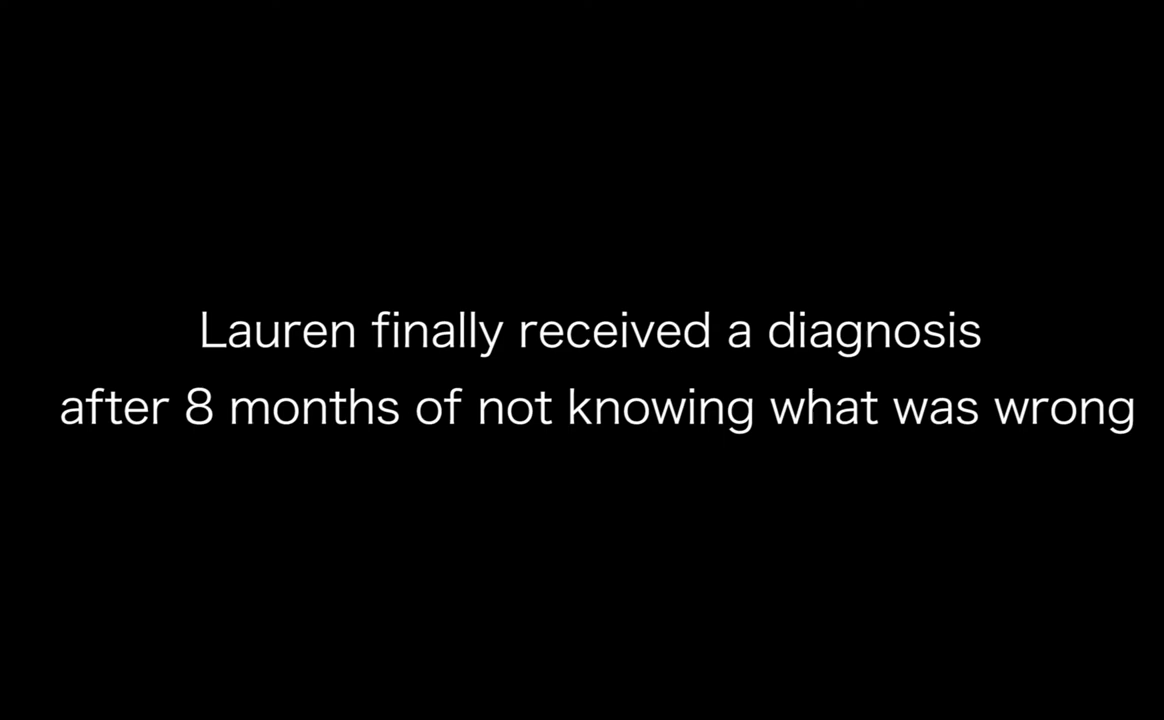 Lauren finally received a diagnosis
after 8 months of not knowing what was wrong